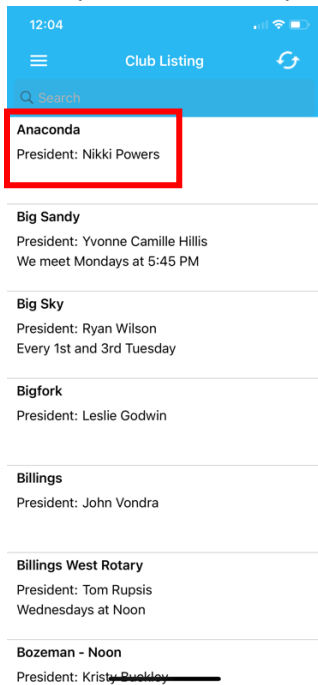 12:04
Club Listing
Search
Anaconda
President: Nikki Powers
Big Sandy
President: Yvonne Camille Hillis
We meet Mondays at 5:45 PM
Big Sky
President: Ryan Wilson
Every 1st and 3rd Tuesday
Bigfork
President: Leslie Godwin
Billings
President: John Vondra
Billings West Rotary
President: Tom Rupsis
Wednesdays at Noon
Bozeman - Noon
President: Kristy Buckley